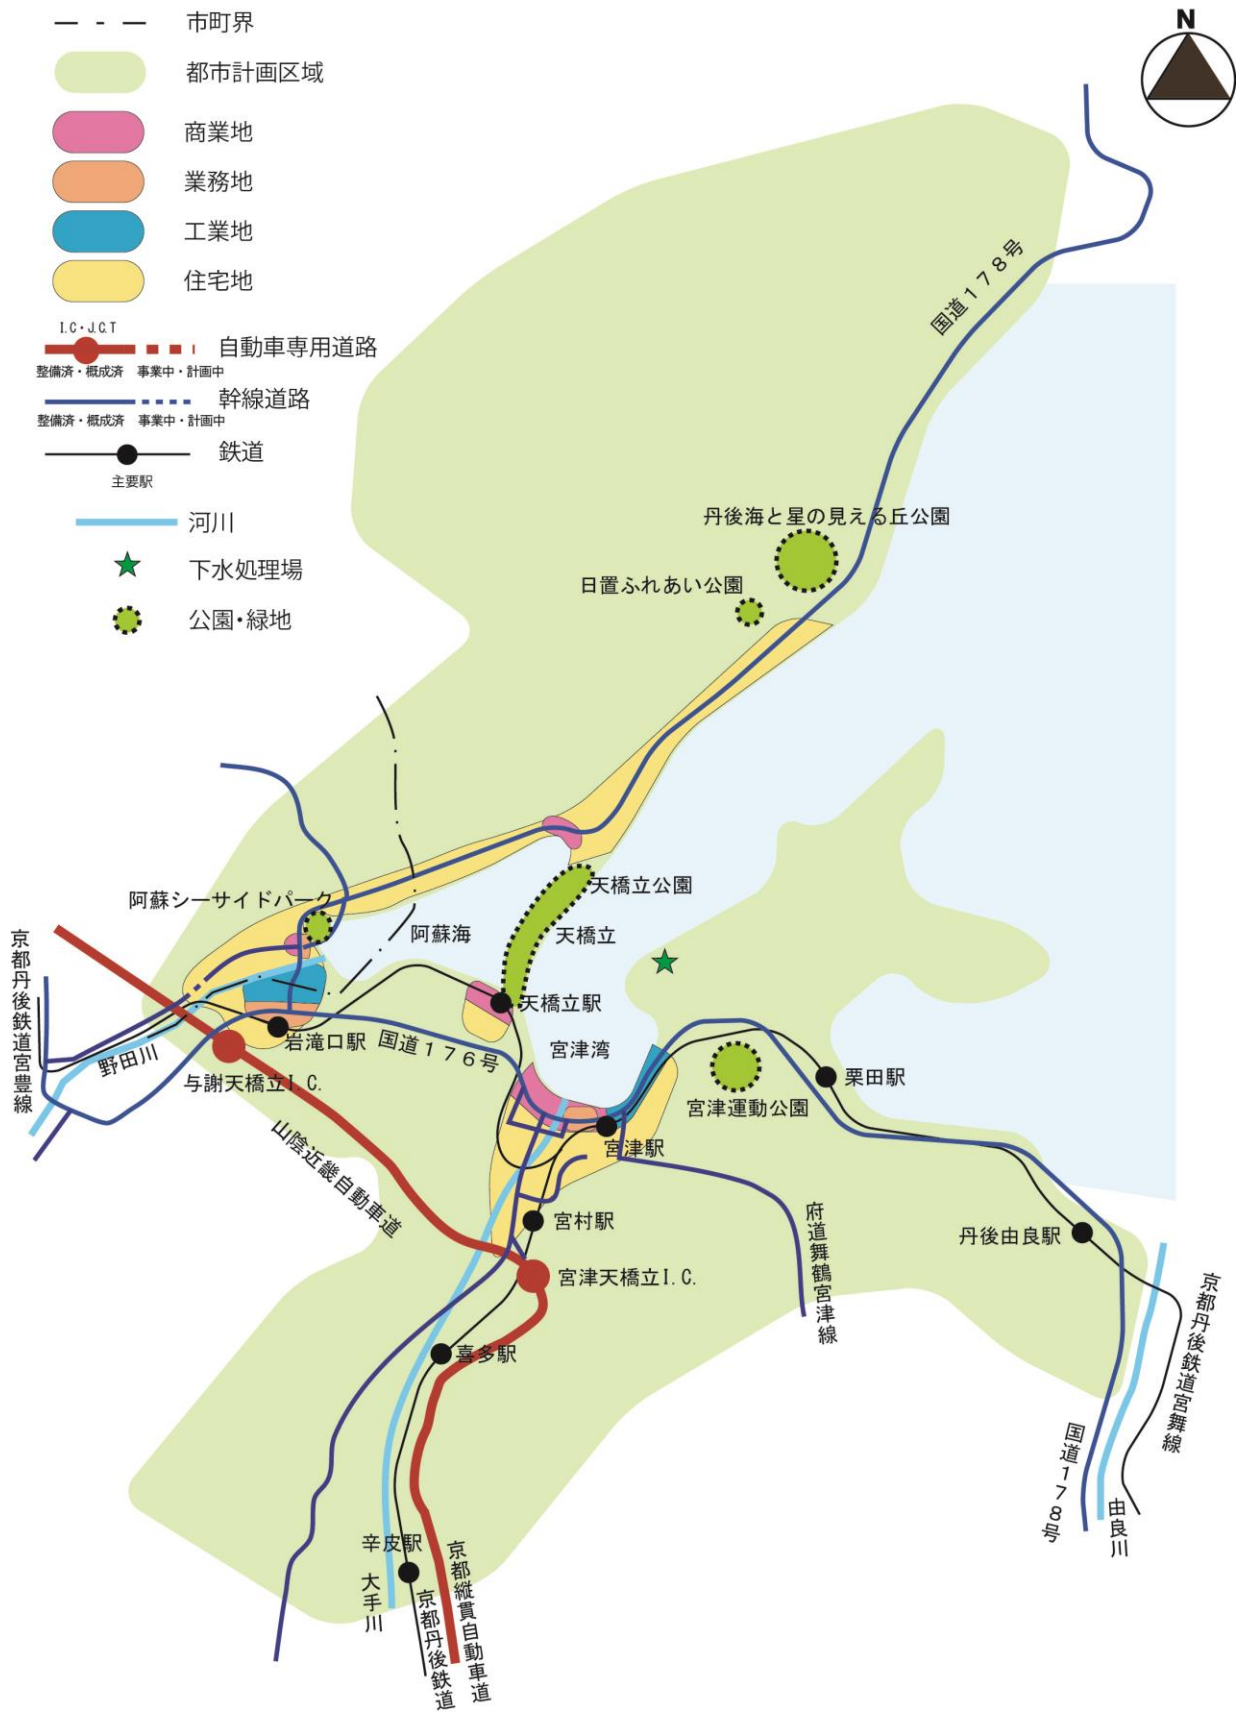 市町界
N
都市計画区域
商業地
業務地
工業地
住宅地
I.C・J.C.T
自動車専用道路
整備済・概成済 事業中・計画中
幹線道路
整備済・概成済 事業中・計画中
鉄道
主要駅
河川
下水処理場
公園・緑地
国道178号
丹後海と星の見える丘公園
日置ふれあい公園
天橋立公園
阿蘇シーサイドパーク
阿蘇海
天橋立
天橋立駅
京都丹後鉄道宮豊線
岩滝口駅
国道176号
宮津湾
野田川
与謝天橋立I.C.
栗田駅
宮津運動公園
宮津駅
山陰近畿自動車道
宮村駅
府道舞鶴宮津線
丹後由良駅
宮津天橋立I.C.
京都丹後鉄道宮舞線
喜多駅
国道178号
由良川
辛皮駅
大手川
京都丹後鉄道
京都縦貫自動車道